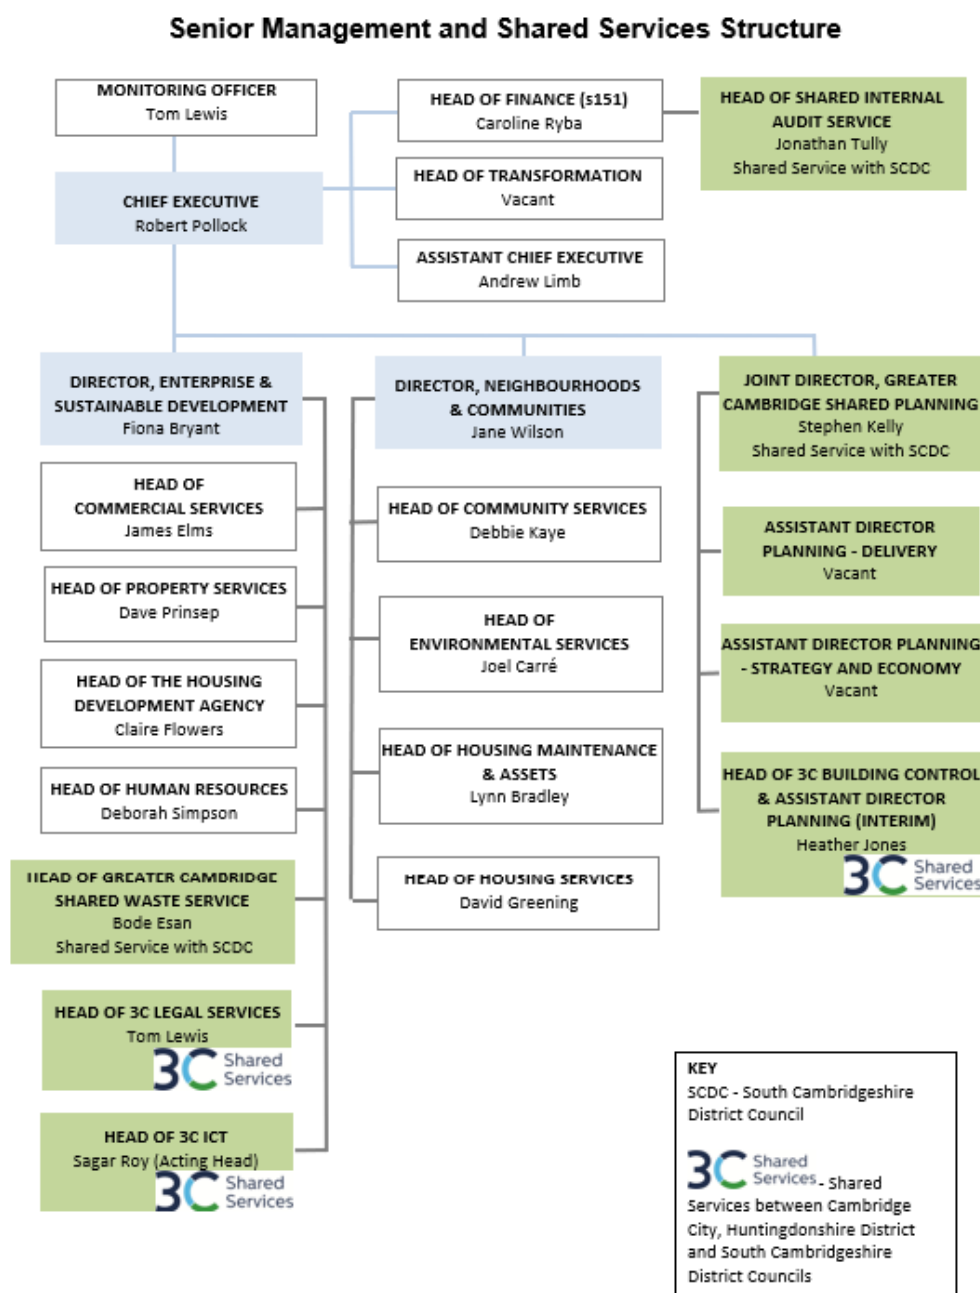 Senior Management and Shared Services Structure
MONITORING OFFICER
Tom Lewis
HEAD OF FINANCE (s151)
Caroline Ryba
HEAD OF SHARED INTERNAL
AUDIT SERVICE
Jonathan Tully
Shared Service with SCDC
CHIEF EXECUTIVE
Robert Pollock
HEAD OF TRANSFORMATION
Vacant
ASSISTANT CHIEF EXECUTIVE
Andrew Limb
DIRECTOR, ENTERPRISE &
SUSTAINABLE DEVELOPMENT
Fiona Bryant
HEAD OF
COMMERCIAL SERVICES
James Elms
HEAD OF PROPERTY SERVICES
Dave Prinsep
HEAD OF THE HOUSING
DEVELOPMENT AGENCY
Claire Flowers
HEAD OF HUMAN RESOURCES
Deborah Simpson
HEAD OF GREATER CAMBRIDGE
SHARED WASTE SERVICE
Bode Esan
Shared Service with SCDC
HEAD OF 3C LEGAL SERVICES
Tom Lewis
3C Shared
Services
HEAD OF 3C ICT
Sagar Roy (Acting Head)
3C Shared
Services
DIRECTOR, NEIGHBOURHOODS
& COMMUNITIES
Jane Wilson
HEAD OF COMMUNITY SERVICES
Debbie Kaye
HEAD OF
ENVIRONMENTAL SERVICES
Joel Carré
HEAD OF HOUSING MAINTENANCE
& ASSETS
Lynn Bradley
HEAD OF HOUSING SERVICES
David Greening
JOINT DIRECTOR, GREATER
CAMBRIDGE SHARED PLANNING
Stephen Kelly
Shared Service with SCDC
ASSISTANT DIRECTOR
PLANNING - DELIVERY
Vacant
ASSISTANT DIRECTOR PLANNING
- STRATEGY AND ECONOMY
Vacant
HEAD OF 3C BUILDING CONTROL
& ASSISTANT DIRECTOR
PLANNING (INTERIM)
Heather Jones
3C Shared
Services
KEY
SCDC - South Cambridgeshire
District Council
3C Shared
Services - Shared
Services between Cambridge
City, Huntingdonshire District
and South Cambridgeshire
District Councils